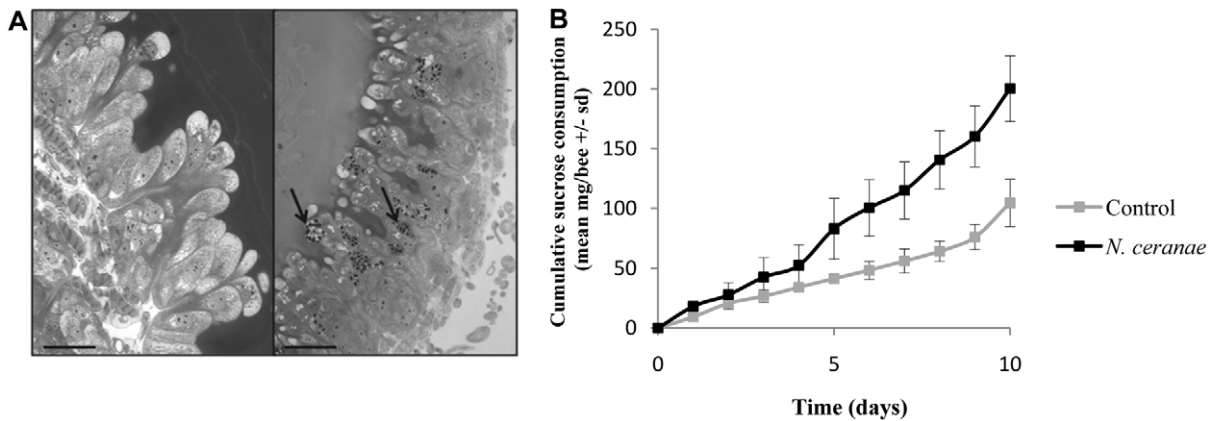 A
B
Cumulative sucrose consumption
(mean mg/bee +/- sd)
250
200
150
100
50
0
0
5
10
Time (days)
Control
N. ceranae